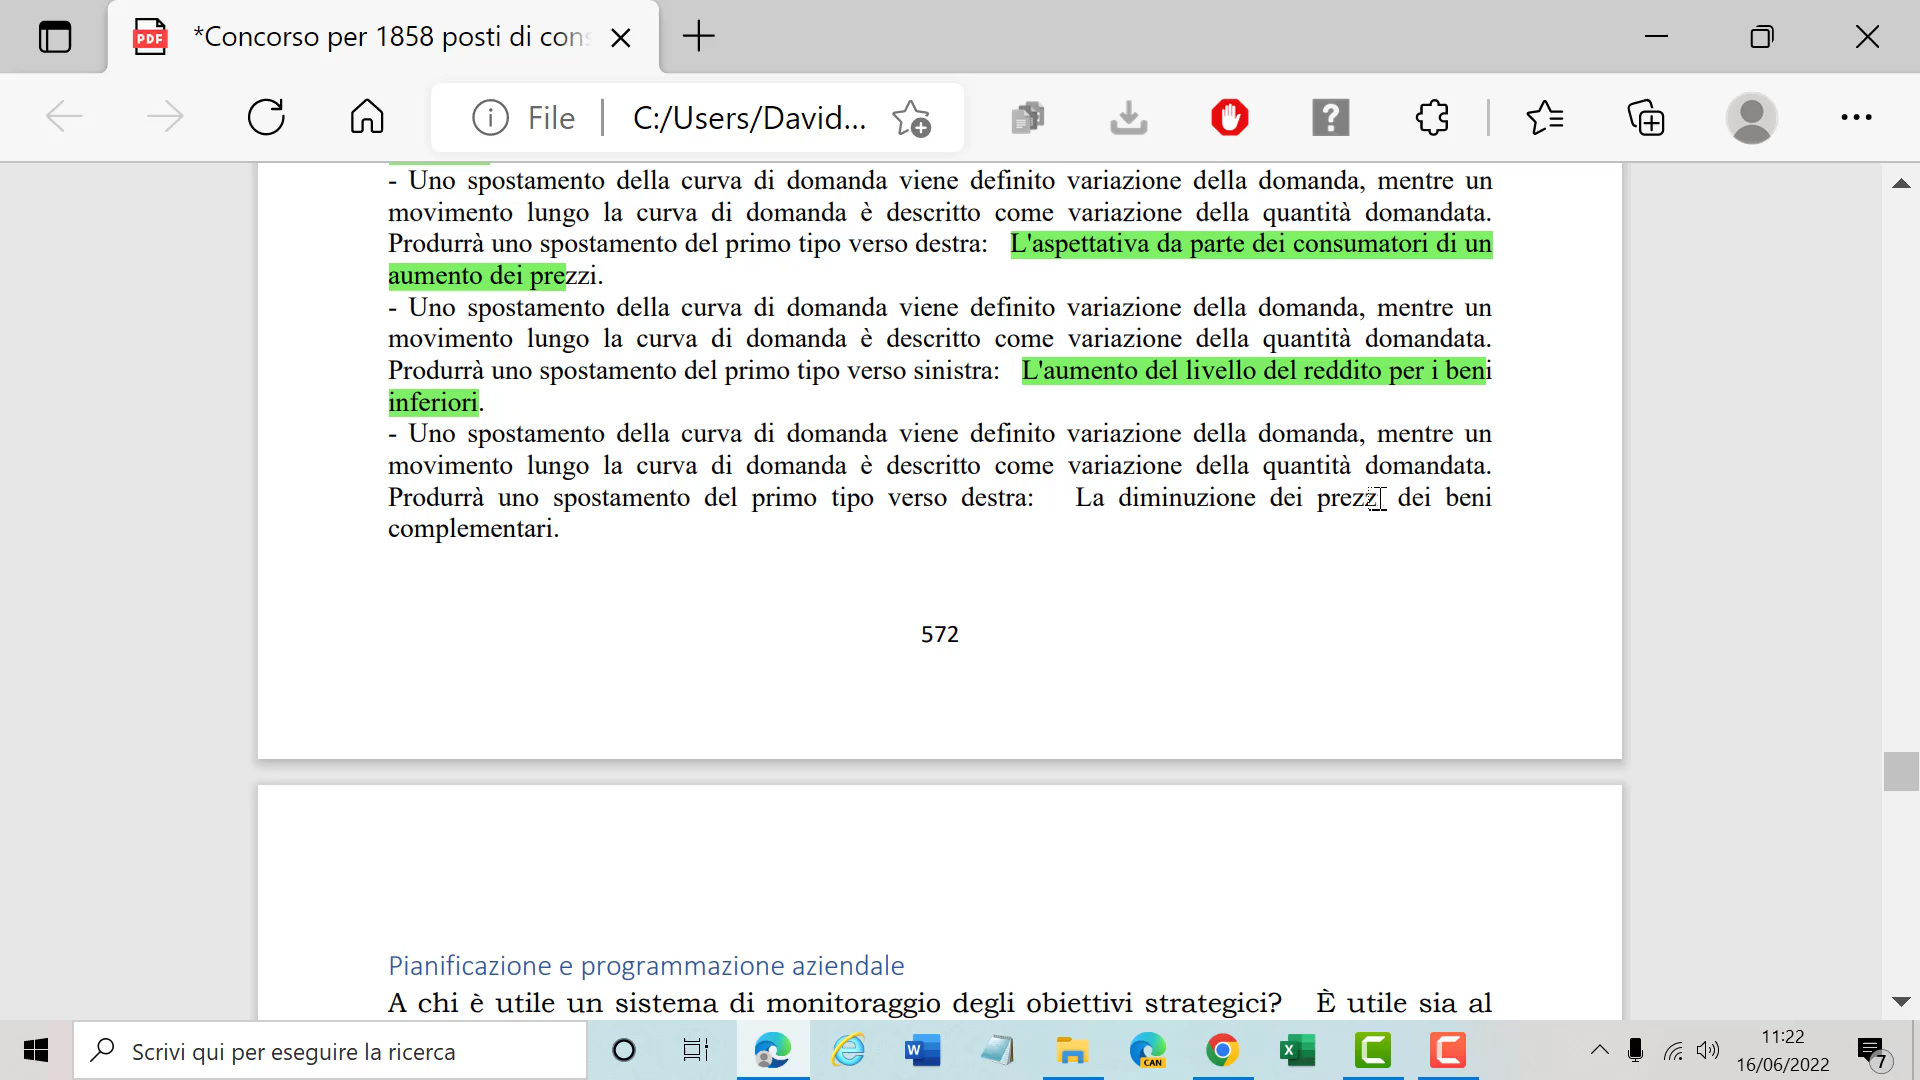 *Concorso per 1858 posti di con
File
C:/Users/David...
- Uno spostamento della curva di domanda viene definito variazione della domanda, mentre un
movimento lungo la curva di domanda è descritto come variazione della quantità domandata.
Produrrà uno spostamento del primo tipo verso destra: L'aspettativa da parte dei consumatori di un
aumento dei prezzi.
- Uno spostamento della curva di domanda viene definito variazione della domanda, mentre un
movimento lungo la curva di domanda è descritto come variazione della quantità domandata.
Produrrà uno spostamento del primo tipo verso sinistra: L'aumento del livello del reddito per i beni
inferiori.
- Uno spostamento della curva di domanda viene definito variazione della domanda, mentre un
movimento lungo la curva di domanda è descritto come variazione della quantità domandata.
Produrrà uno spostamento del primo tipo verso destra: La diminuzione dei prezzi dei beni
complementari.
572
Pianificazione e programmazione aziendale
A chi è utile un sistema di monitoraggio degli obiettivi strategici? È utile sia al
Scrivi qui per eseguire la ricerca
11:22
16/06/2022
7